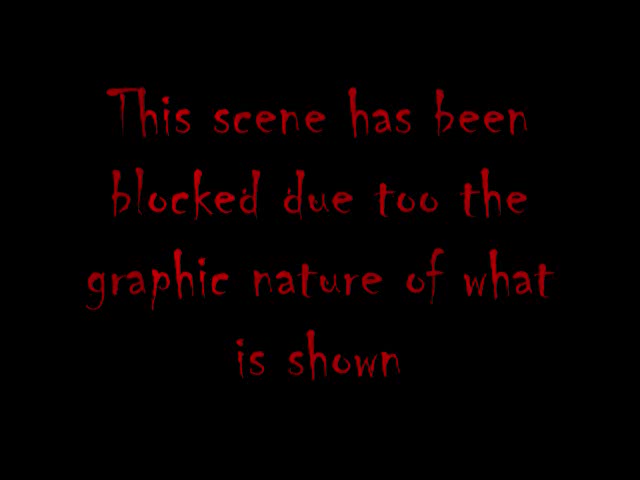 This scene has been
blocked due too the
graphic nature of what
is shown